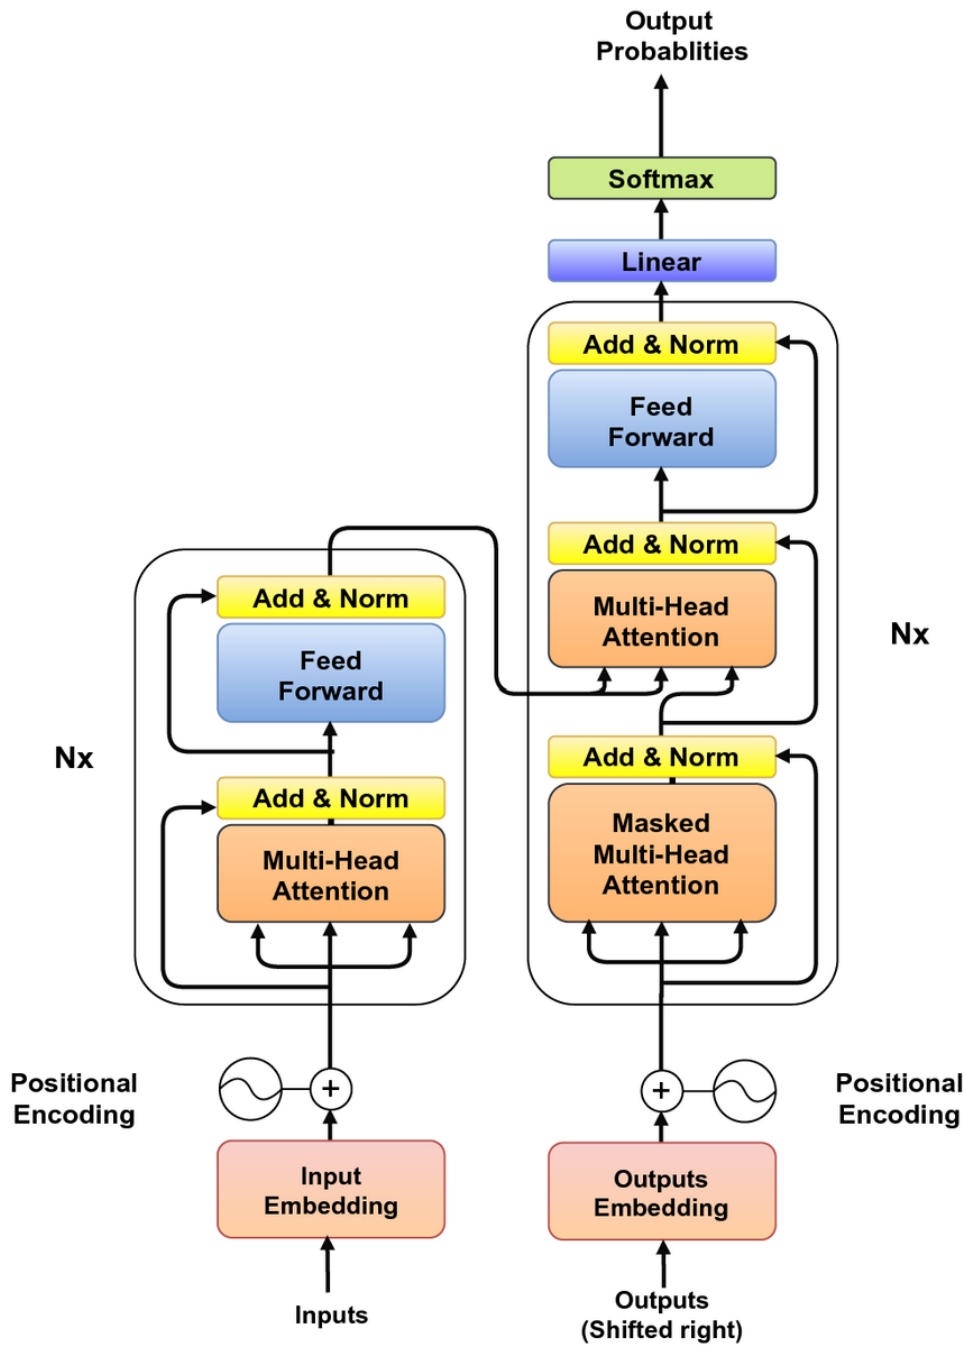 Output
Probablities
Softmax
Linear
Add & Norm
Feed
Forward
Add & Norm
Multi-Head
Attention
Nx
Add & Norm
Masked
Multi-Head
Attention
Add & Norm
Feed
Forward
Nx
Add & Norm
Multi-Head
Attention
Positional
Encoding
+
+
Positional
Encoding
Input
Embedding
Outputs
Embedding
Inputs
Outputs
(Shifted right)